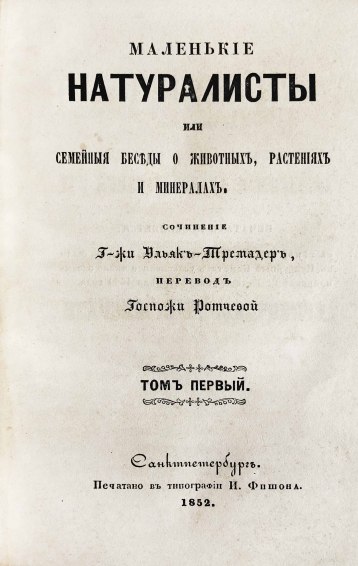 МАЛЕНЬКІЕ
НАТУРАЛИСТЫ
ИЛИ
СЕМЕЙНЫЯ БЕСѢДЫ О ЖИВОТНЫХЪ, РАСТЕНІЯХЪ
И МИНЕРАЛАХЪ.
СОЧИНЕНІЕ
Г-жи Ульякъ-Тремадеръ,
ПЕРЕВОДЪ
Госпожи Ротчевой
ТОМЪ ПЕРВЫЙ.
Санктпетербургъ.
Печатано въ типографіи И. Фишона.
1852.